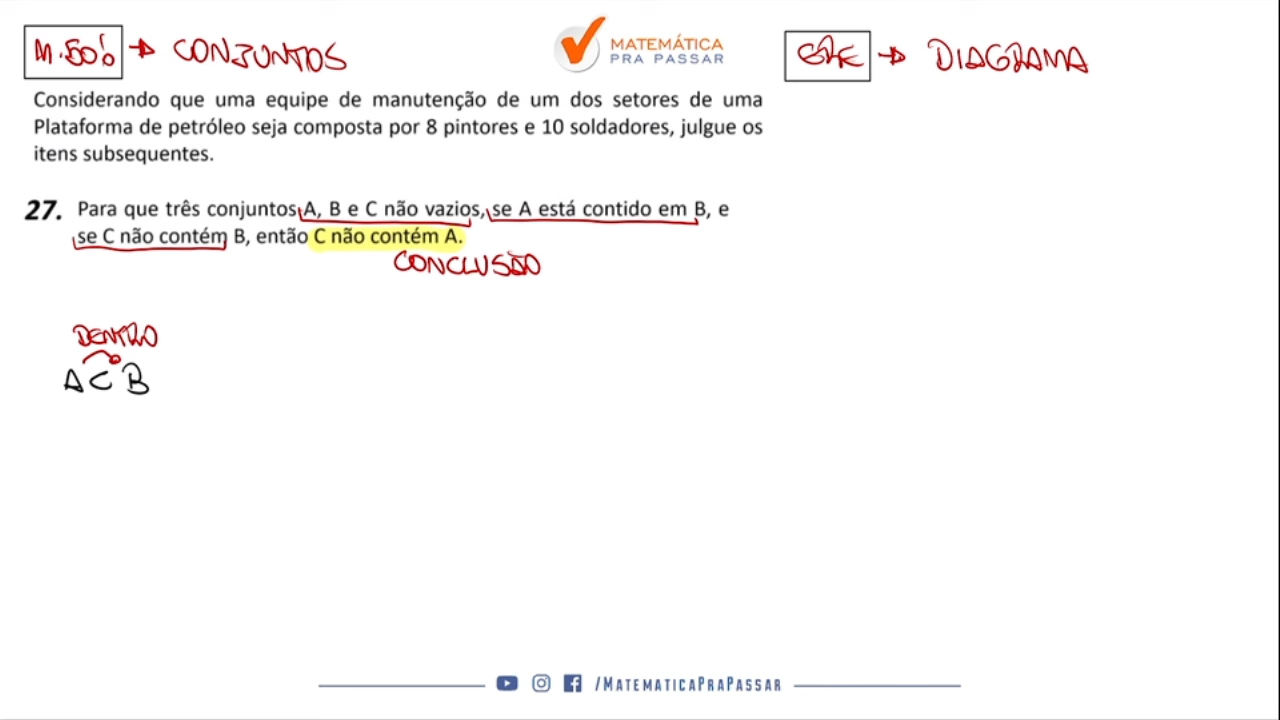 M.50! → CONJUNTOS
MATEMÁTICA
PRA PASSAR
→ DIAGRAMA
Considerando que uma equipe de manutenção de um dos setores de uma
Plataforma de petróleo seja composta por 8 pintores e 10 soldadores, julgue os
itens subsequentes.
27. Para que três conjuntos A, B e C não vazios, se A está contido em B, e
se C não contém B, então C não contém A.
CONCLUSÃO
DENTRO
A ⊂ B
/MATEMATICAPRAPASSAR